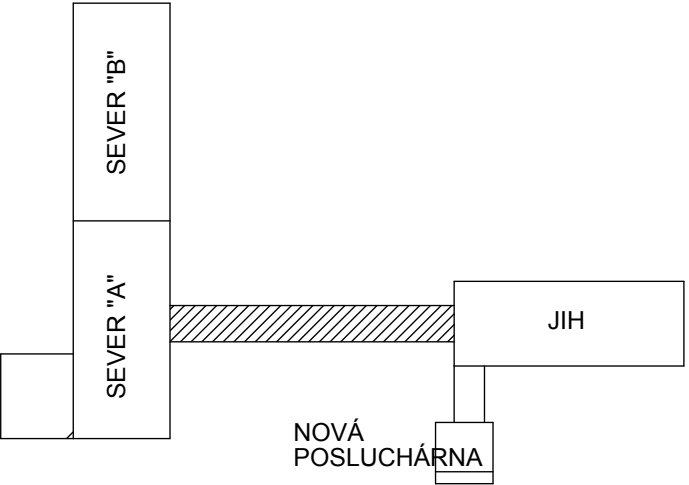 SEVER "B"
SEVER "A"
JIH
NOVÁ
POSLUCHÁRNA